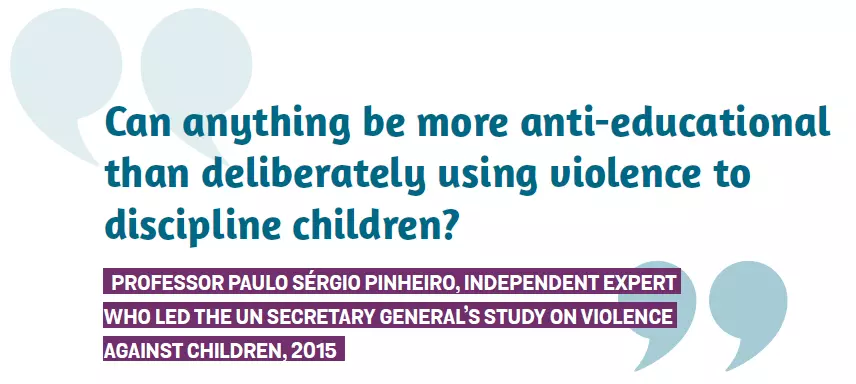 Can anything be more anti-educational
than deliberately using violence to
discipline children?
PROFESSOR PAULO SÉRGIO PINHEIRO, INDEPENDENT EXPERT
WHO LED THE UN SECRETARY GENERAL'S STUDY ON VIOLENCE
AGAINST CHILDREN, 2015